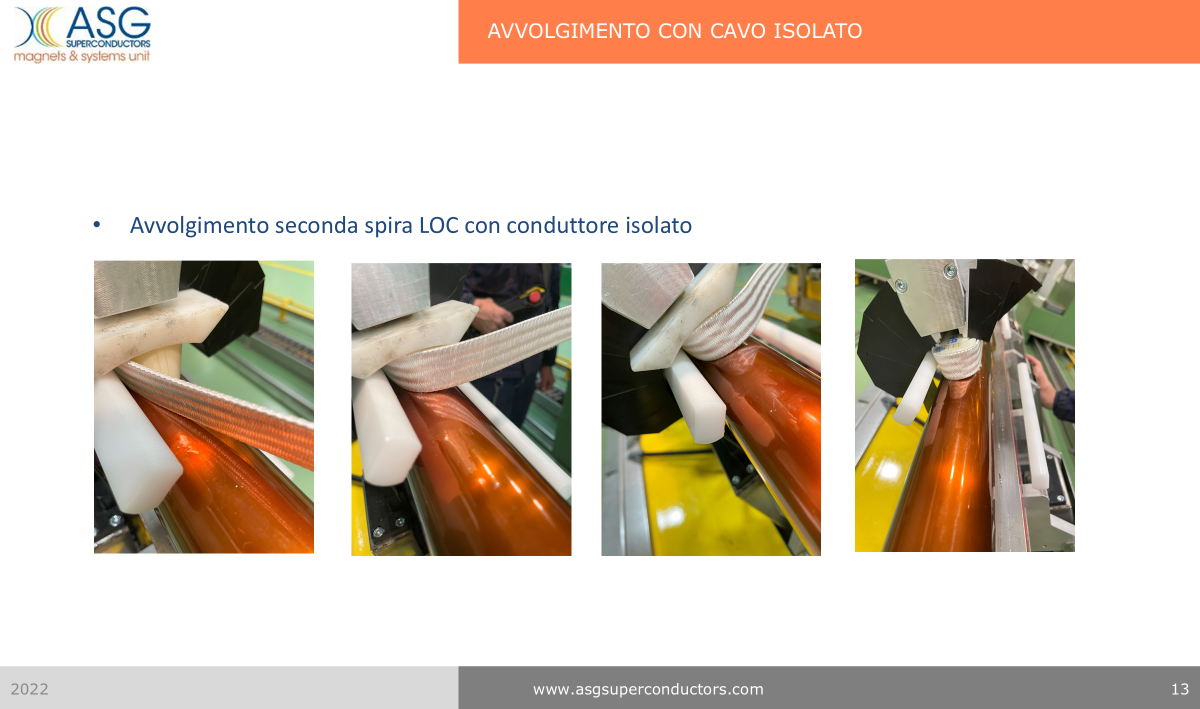 ASG
SUPERCONDUCTORS
magnets & systems unit
AVVOLGIMENTO CON CAVO ISOLATO
• Avvolgimento seconda spira LOC con conduttore isolato
2022
www.asgsuperconductors.com
13